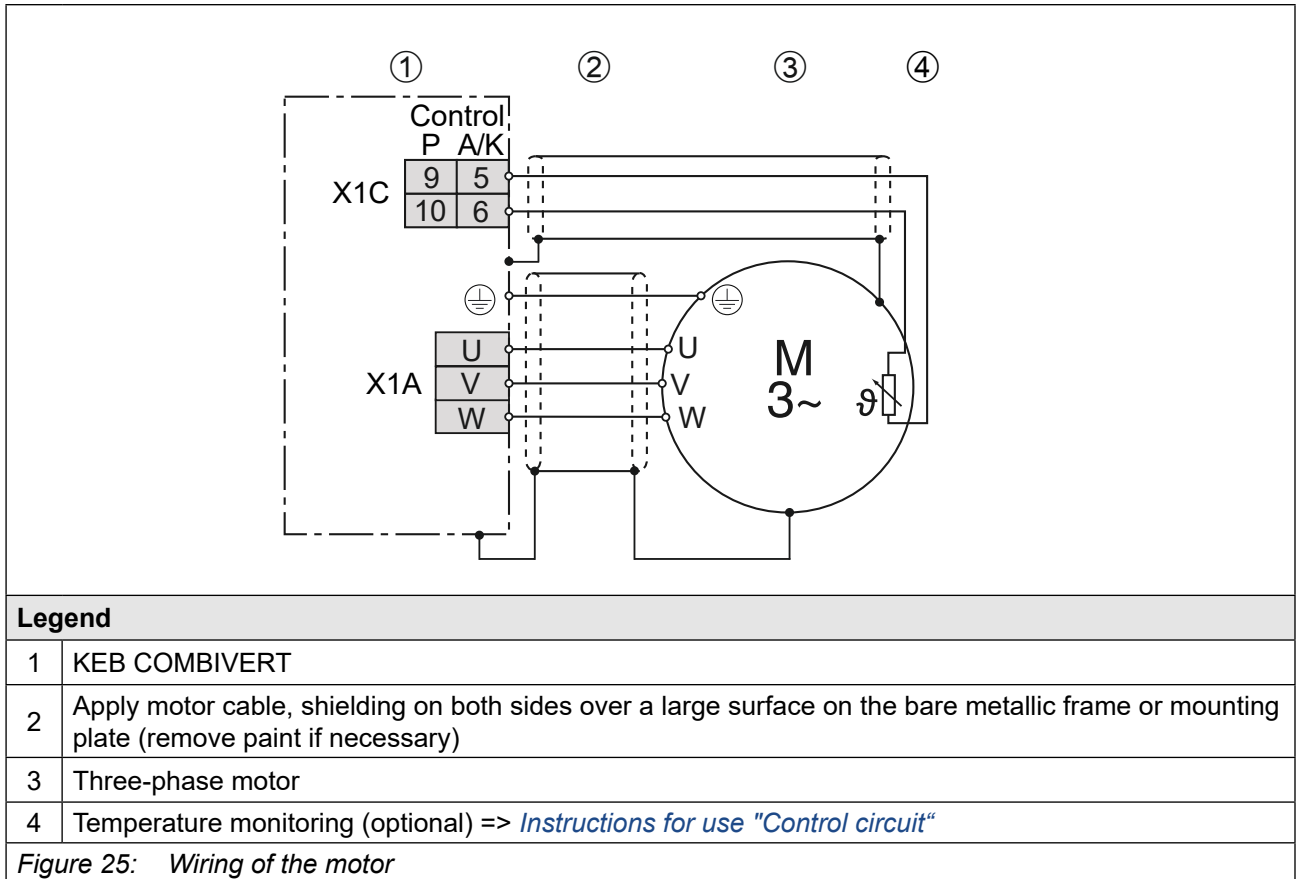 ① ② ③ ④
Control
P A/K
X1C 9 5
10 6
U U
X1A V V
W W
M
3~ ϑ
Legend
1 KEB COMBIVERT
2 Apply motor cable, shielding on both sides over a large surface on the bare metallic frame or mounting
plate (remove paint if necessary)
3 Three-phase motor
4 Temperature monitoring (optional) => Instructions for use "Control circuit“
Figure 25: Wiring of the motor